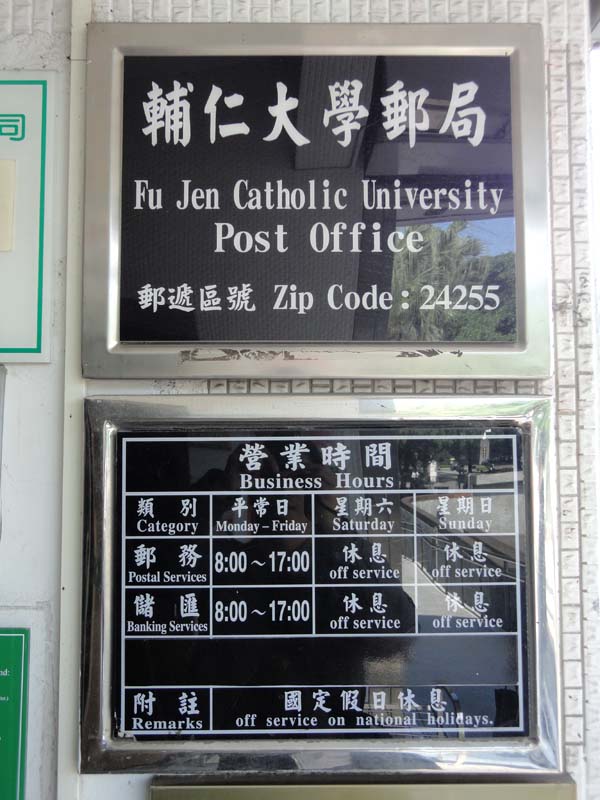 司
輔仁大學郵局
Fu Jen Catholic University
Post Office
郵遞區號 Zip Code : 24255
營業時間
Business Hours
類別 平常日 星期六 星期日
Category Monday – Friday Saturday Sunday
郵務 8:00～17:00 休息 休息
Postal Services off service off service
儲匯 8:00～17:00 休息 休息
Banking Services off service off service
附註 國定假日休息
Remarks off service on national holidays.